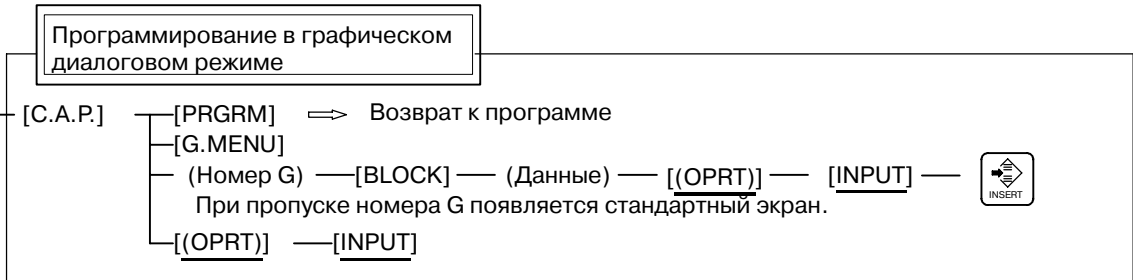 Программирование в графическом
диалоговом режиме
[C.A.P.] [PRGRM] Возврат к программе
[G.MENU]
(Номер G) [BLOCK] (Данные) [(OPRT)] [INPUT] INSERT
При пропуске номера G появляется стандартный экран.
[(OPRT)] [INPUT]